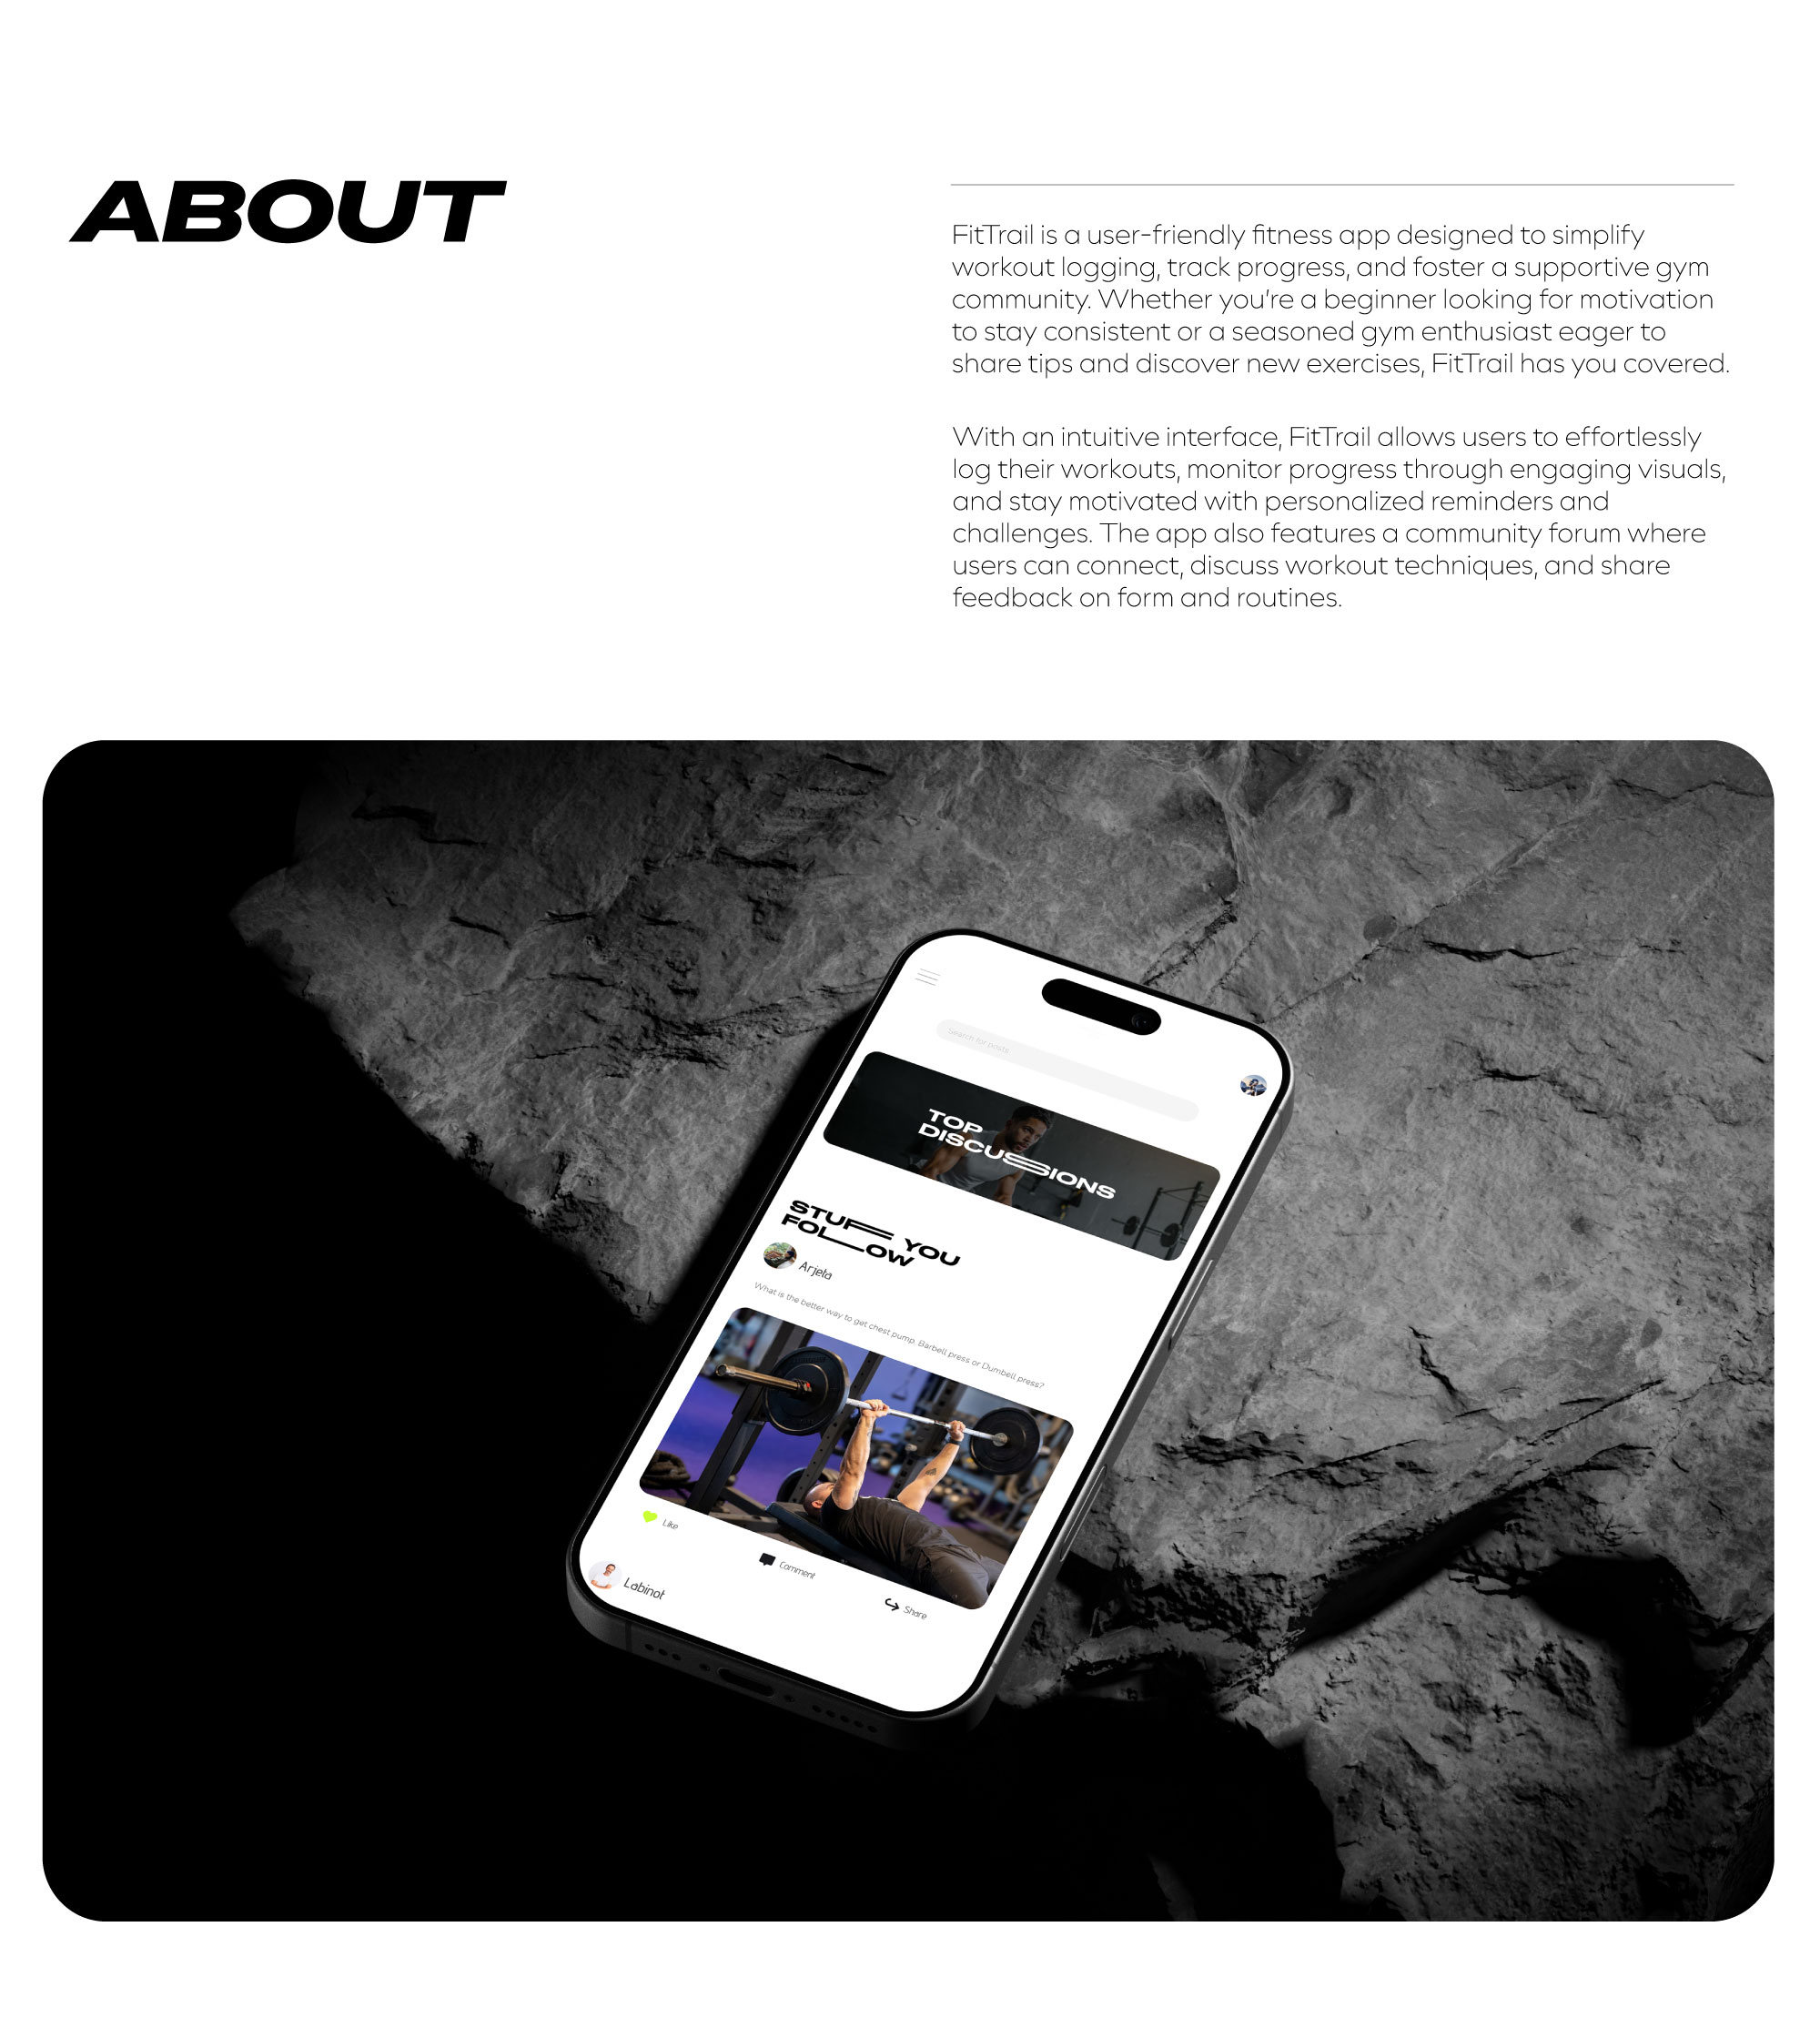 ABOUT
FitTrail is a user-friendly fitness app designed to simplify
workout logging, track progress, and foster a supportive gym
community. Whether you're a beginner looking for motivation
to stay consistent or a seasoned gym enthusiast eager to
share tips and discover new exercises, FitTrail has you covered.
With an intuitive interface, FitTrail allows users to effortlessly
log their workouts, monitor progress through engaging visuals,
and stay motivated with personalized reminders and
challenges. The app also features a community forum where
users can connect, discuss workout techniques, and share
feedback on form and routines.
Search for posts
TOP
DISCUSSIONS
STUFF YOU
FOLLOW
Arjeta
What is the better way to get chest pump, Barbell press or Dumbell press?
Like
Comment
Share
Labinot